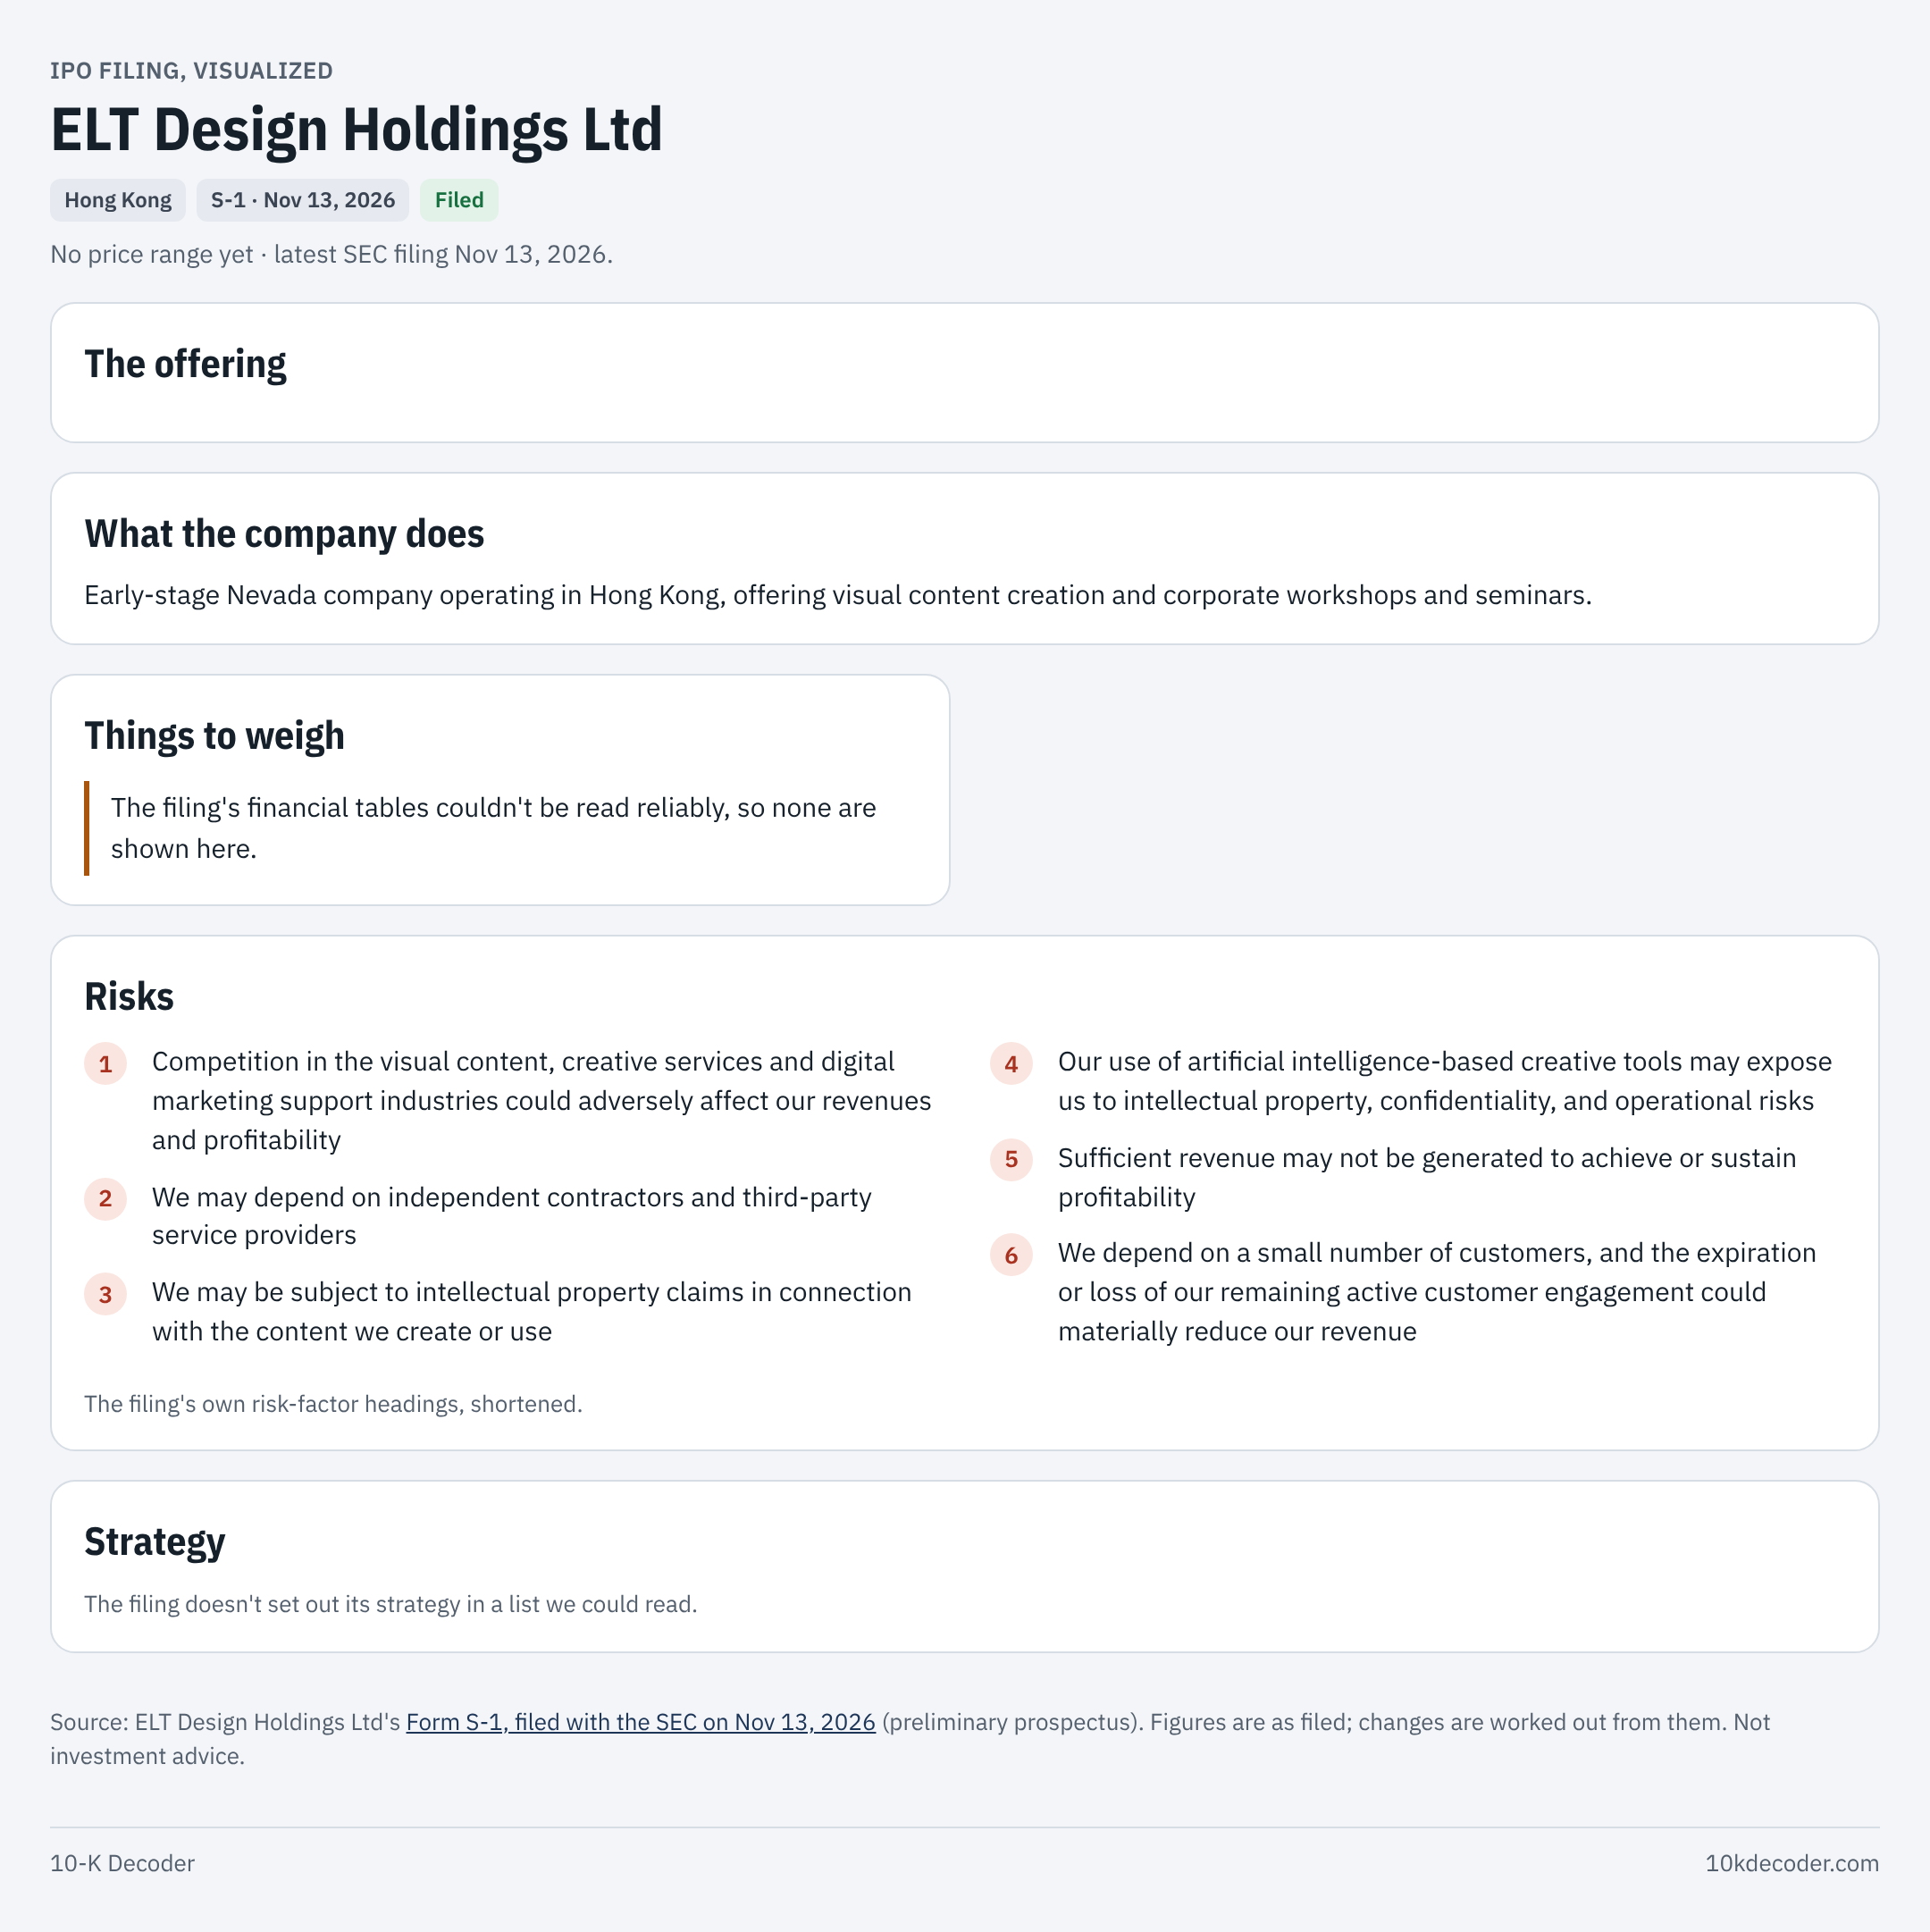 IPO FILING, VISUALIZED
ELT Design Holdings Ltd
Hong Kong
S-1 · Nov 13, 2026
Filed
No price range yet · latest SEC filing Nov 13, 2026.
The offering
What the company does
Early-stage Nevada company operating in Hong Kong, offering visual content creation and corporate workshops and seminars.
Things to weigh
The filing's financial tables couldn't be read reliably, so none are
shown here.
Risks
1 Competition in the visual content, creative services and digital
marketing support industries could adversely affect our revenues
and profitability
2 We may depend on independent contractors and third-party
service providers
3 We may be subject to intellectual property claims in connection
with the content we create or use
4 Our use of artificial intelligence-based creative tools may expose
us to intellectual property, confidentiality, and operational risks
5 Sufficient revenue may not be generated to achieve or sustain
profitability
6 We depend on a small number of customers, and the expiration
or loss of our remaining active customer engagement could
materially reduce our revenue
The filing's own risk-factor headings, shortened.
Strategy
The filing doesn't set out its strategy in a list we could read.
Source: ELT Design Holdings Ltd's Form S-1, filed with the SEC on Nov 13, 2026 (preliminary prospectus). Figures are as filed; changes are worked out from them. Not
investment advice.
10-K Decoder
10kdecoder.com